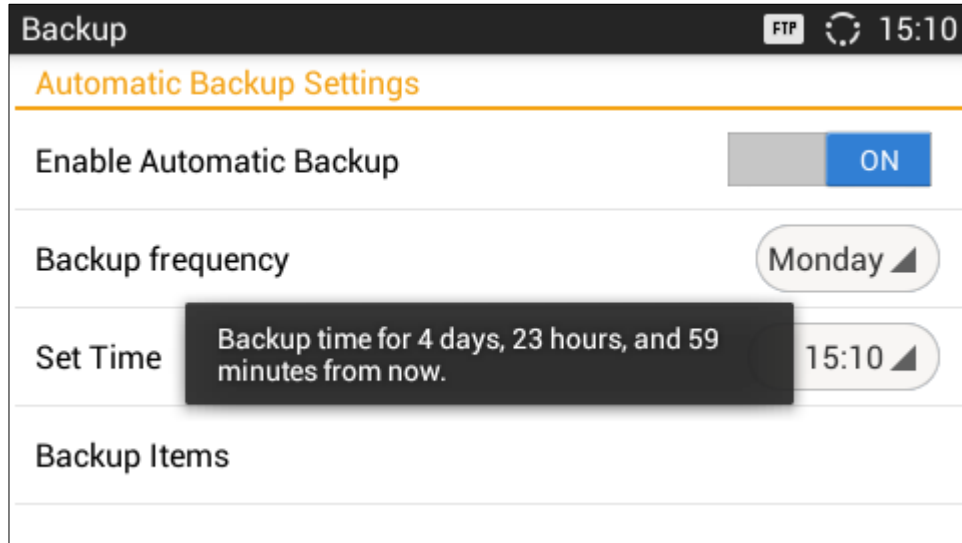 Backup FTP 15:10
Automatic Backup Settings
Enable Automatic Backup ON
Backup frequency Monday
Set Time 15:10
Backup time for 4 days, 23 hours, and 59
minutes from now.
Backup Items